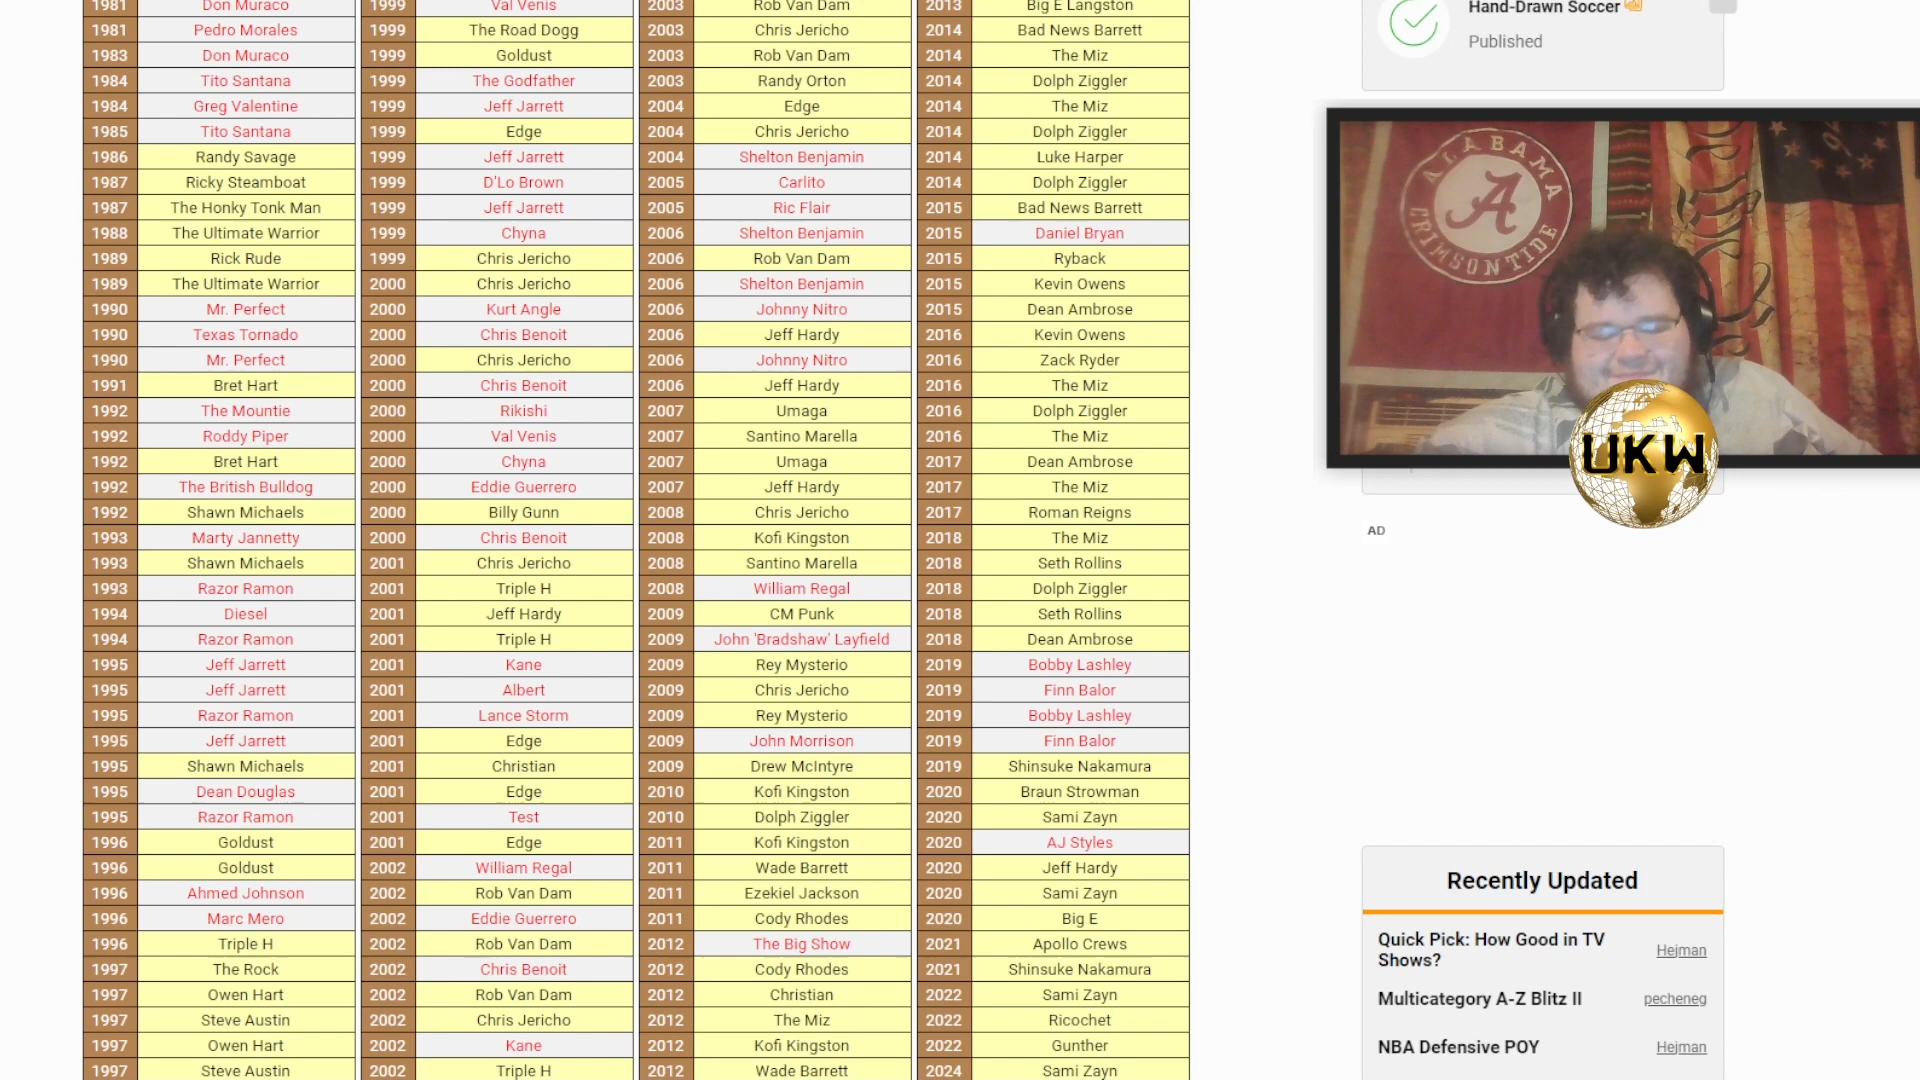 1981 Don Muraco
1981 Pedro Morales
1983 Don Muraco
1984 Tito Santana
1984 Greg Valentine
1985 Tito Santana
1986 Randy Savage
1987 Ricky Steamboat
1987 The Honky Tonk Man
1988 The Ultimate Warrior
1989 Rick Rude
1989 The Ultimate Warrior
1990 Mr. Perfect
1990 Texas Tornado
1990 Mr. Perfect
1991 Bret Hart
1992 The Mountie
1992 Roddy Piper
1992 Bret Hart
1992 The British Bulldog
1992 Shawn Michaels
1993 Marty Jannetty
1993 Shawn Michaels
1993 Razor Ramon
1994 Diesel
1994 Razor Ramon
1995 Jeff Jarrett
1995 Jeff Jarrett
1995 Razor Ramon
1995 Jeff Jarrett
1995 Shawn Michaels
1995 Dean Douglas
1995 Razor Ramon
1996 Goldust
1996 Goldust
1996 Ahmed Johnson
1996 Marc Mero
1996 Triple H
1997 The Rock
1997 Owen Hart
1997 Steve Austin
1997 Owen Hart
1997 Steve Austin
1999 Val Venis
1999 The Road Dogg
1999 Goldust
1999 The Godfather
1999 Jeff Jarrett
1999 Edge
1999 Jeff Jarrett
1999 D'Lo Brown
1999 Jeff Jarrett
1999 Chyna
1999 Chris Jericho
2000 Chris Jericho
2000 Kurt Angle
2000 Chris Benoit
2000 Chris Jericho
2000 Chris Benoit
2000 Rikishi
2000 Val Venis
2000 Chyna
2000 Eddie Guerrero
2000 Billy Gunn
2000 Chris Benoit
2001 Chris Jericho
2001 Triple H
2001 Jeff Hardy
2001 Triple H
2001 Kane
2001 Albert
2001 Lance Storm
2001 Edge
2001 Christian
2001 Edge
2001 Test
2001 Edge
2002 William Regal
2002 Rob Van Dam
2002 Eddie Guerrero
2002 Rob Van Dam
2002 Chris Benoit
2002 Rob Van Dam
2002 Chris Jericho
2002 Kane
2002 Triple H
2003 Rob Van Dam
2003 Chris Jericho
2003 Rob Van Dam
2003 Randy Orton
2004 Edge
2004 Chris Jericho
2004 Shelton Benjamin
2005 Carlito
2005 Ric Flair
2006 Shelton Benjamin
2006 Rob Van Dam
2006 Shelton Benjamin
2006 Johnny Nitro
2006 Jeff Hardy
2006 Johnny Nitro
2006 Jeff Hardy
2007 Umaga
2007 Santino Marella
2007 Umaga
2007 Jeff Hardy
2008 Chris Jericho
2008 Kofi Kingston
2008 Santino Marella
2008 William Regal
2009 CM Punk
2009 John 'Bradshaw' Layfield
2009 Rey Mysterio
2009 Chris Jericho
2009 Rey Mysterio
2009 John Morrison
2009 Drew McIntyre
2010 Kofi Kingston
2010 Dolph Ziggler
2011 Kofi Kingston
2011 Wade Barrett
2011 Ezekiel Jackson
2011 Cody Rhodes
2012 The Big Show
2012 Cody Rhodes
2012 Christian
2012 The Miz
2012 Kofi Kingston
2012 Wade Barrett
2013 Big E Langston
2014 Bad News Barrett
2014 The Miz
2014 Dolph Ziggler
2014 The Miz
2014 Dolph Ziggler
2014 Luke Harper
2014 Dolph Ziggler
2015 Bad News Barrett
2015 Daniel Bryan
2015 Ryback
2015 Kevin Owens
2015 Dean Ambrose
2016 Kevin Owens
2016 Zack Ryder
2016 The Miz
2016 Dolph Ziggler
2016 The Miz
2017 Dean Ambrose
2017 The Miz
2017 Roman Reigns
2018 The Miz
2018 Seth Rollins
2018 Dolph Ziggler
2018 Seth Rollins
2018 Dean Ambrose
2019 Bobby Lashley
2019 Finn Balor
2019 Bobby Lashley
2019 Finn Balor
2019 Shinsuke Nakamura
2020 Braun Strowman
2020 Sami Zayn
2020 AJ Styles
2020 Jeff Hardy
2020 Sami Zayn
2020 Big E
2021 Apollo Crews
2021 Shinsuke Nakamura
2022 Sami Zayn
2022 Ricochet
2022 Gunther
2024 Sami Zayn
Hand-Drawn Soccer
Published
ALABAMA
A
CRIMSON TIDE
UKW
AD
Recently Updated
Quick Pick: How Good in TV
Shows?
Hejman
Multicategory A-Z Blitz II pecheneg
NBA Defensive POY Hejman